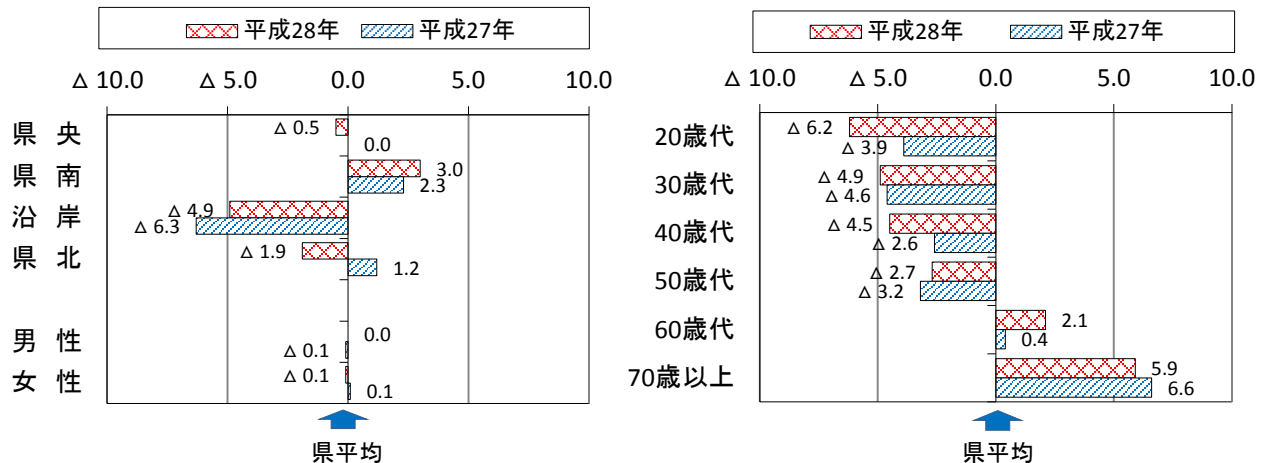 平成28年 平成27年
△ 10.0 △ 5.0 0.0 5.0 10.0
県 央 △ 0.5 0.0
県 南 3.0 2.3
沿 岸 △ 4.9 △ 6.3
県 北 △ 1.9 1.2
男 性 0.0 △ 0.1
女 性 △ 0.1 0.1
県平均
平成28年 平成27年
△ 10.0 △ 5.0 0.0 5.0 10.0
20歳代 △ 6.2 △ 3.9
30歳代 △ 4.9 △ 4.6
40歳代 △ 4.5 △ 2.6
50歳代 △ 2.7 △ 3.2
60歳代 2.1 0.4
70歳以上 5.9 6.6
県平均